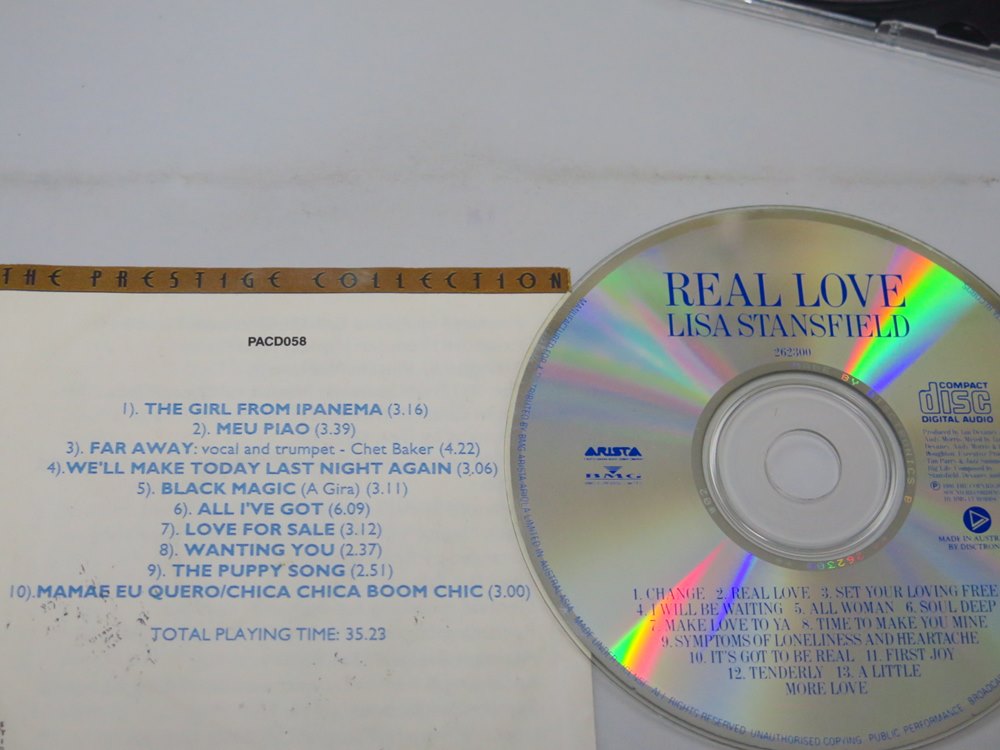 THE PRESTIGE COLLECTION
PACD058
1). THE GIRL FROM IPANEMA (3.16)
2). MEU PIAO (3.39)
3). FAR AWAY: vocal and trumpet - Chet Baker (4.22)
4).WE'LL MAKE TODAY LAST NIGHT AGAIN (3.06)
5). BLACK MAGIC (A Gira) (3.11)
6). ALL I'VE GOT (6.09)
7). LOVE FOR SALE (3.12)
8). WANTING YOU (2.37)
9). THE PUPPY SONG (2.51)
10).MAMAE EU QUERO/CHICA CHICA BOOM CHIC (3.00)
TOTAL PLAYING TIME: 35.23
REAL LOVE
LISA STANSFIELD
262300
COMPACT
disc
DIGITAL AUDIO
ARISTA
BMG
MADE IN AUSTR
BY DISCTRON
1. CHANGE 2. REAL LOVE 3. SET YOUR LOVING FREE
4. I WILL BE WAITING 5. ALL WOMAN 6. SOUL DEEP
7. MAKE LOVE TO YA 8. TIME TO MAKE YOU MINE
9. SYMPTOMS OF LONELINESS AND HEARTACHE
10. IT'S GOT TO BE REAL 11. FIRST JOY
12. TENDERLY 13. A LITTLE
MORE LOVE
ALL RIGHTS RESERVED. UNAUTHORISED COPYING, PUBLIC PERFORMANCE, BROADCA